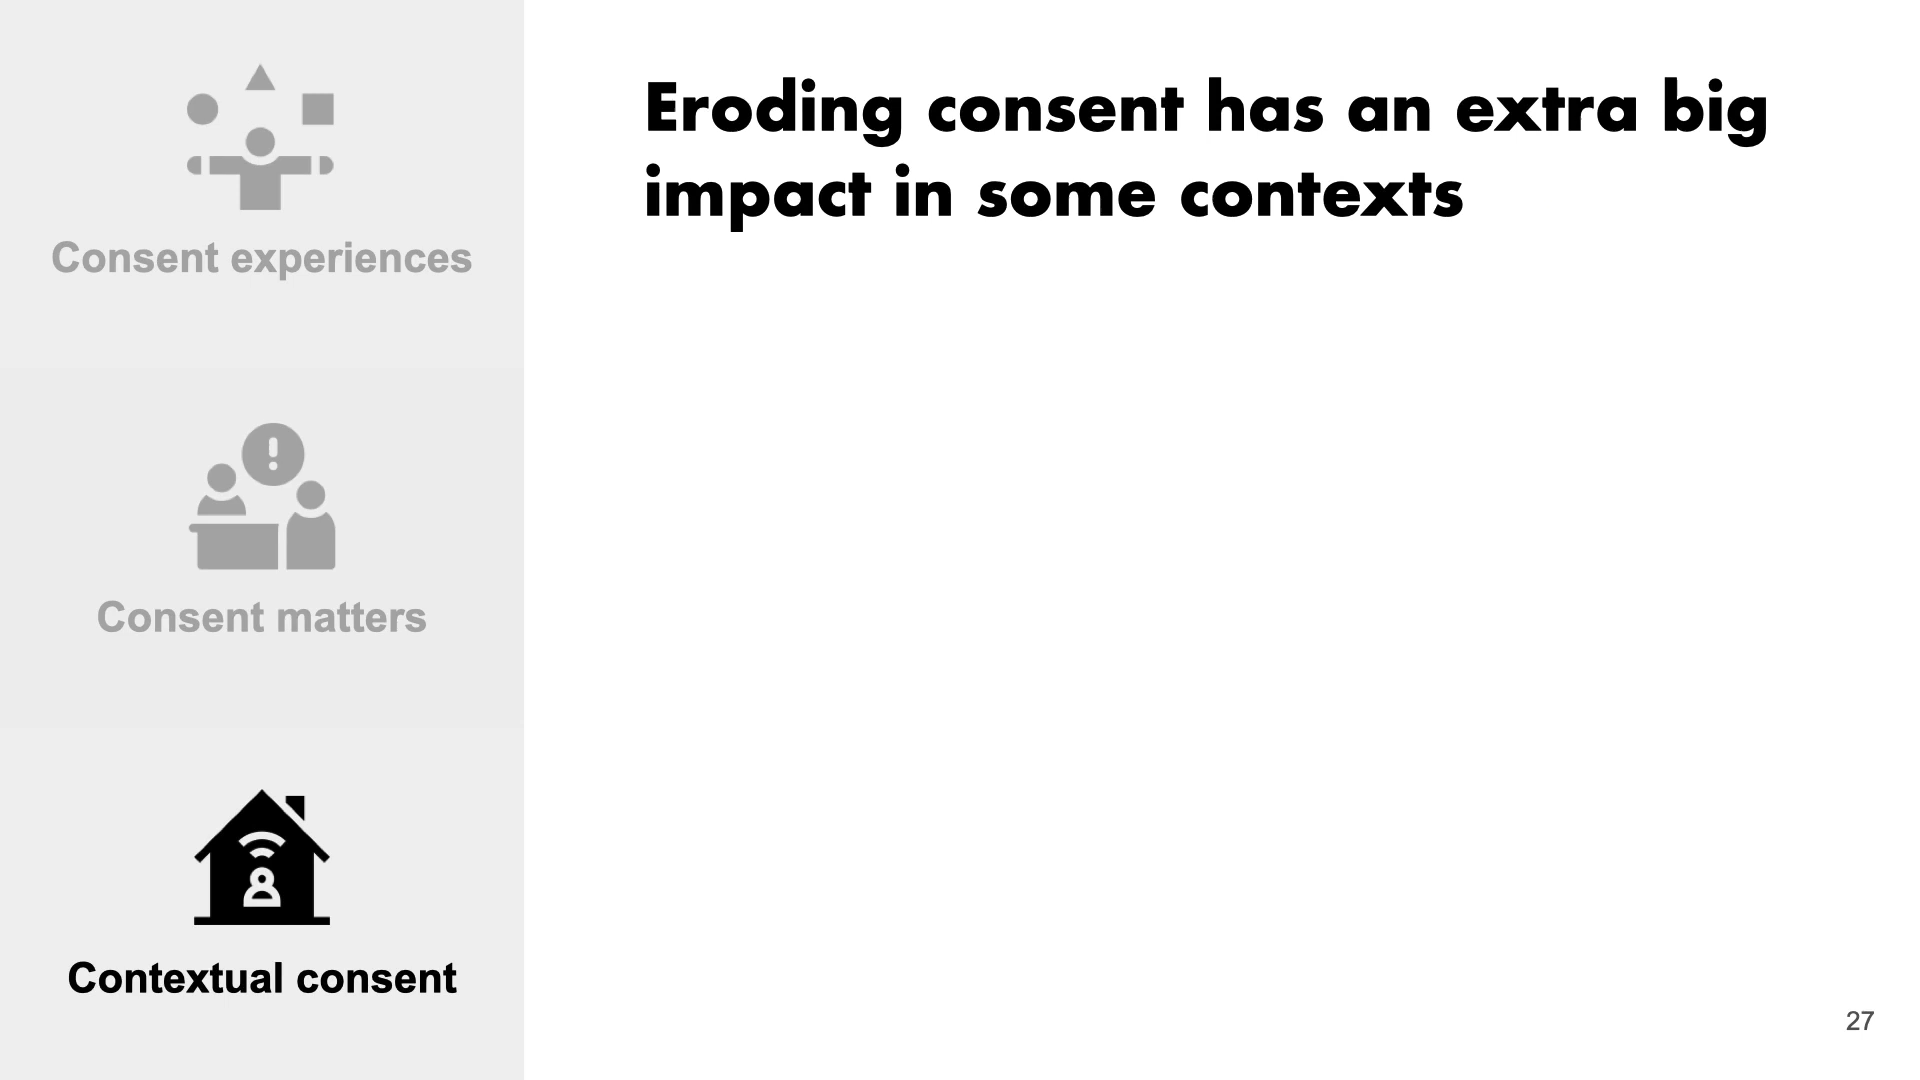 Consent experiences
Consent matters
Contextual consent
Eroding consent has an extra big
impact in some contexts
27